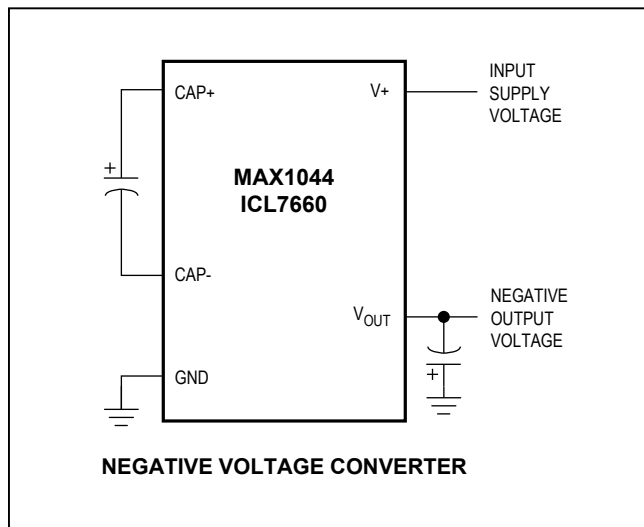 CAP+
V+
INPUT
SUPPLY
VOLTAGE
MAX1044
ICL7660
+
CAP-
VOUT
NEGATIVE
OUTPUT
VOLTAGE
GND
+
NEGATIVE VOLTAGE CONVERTER